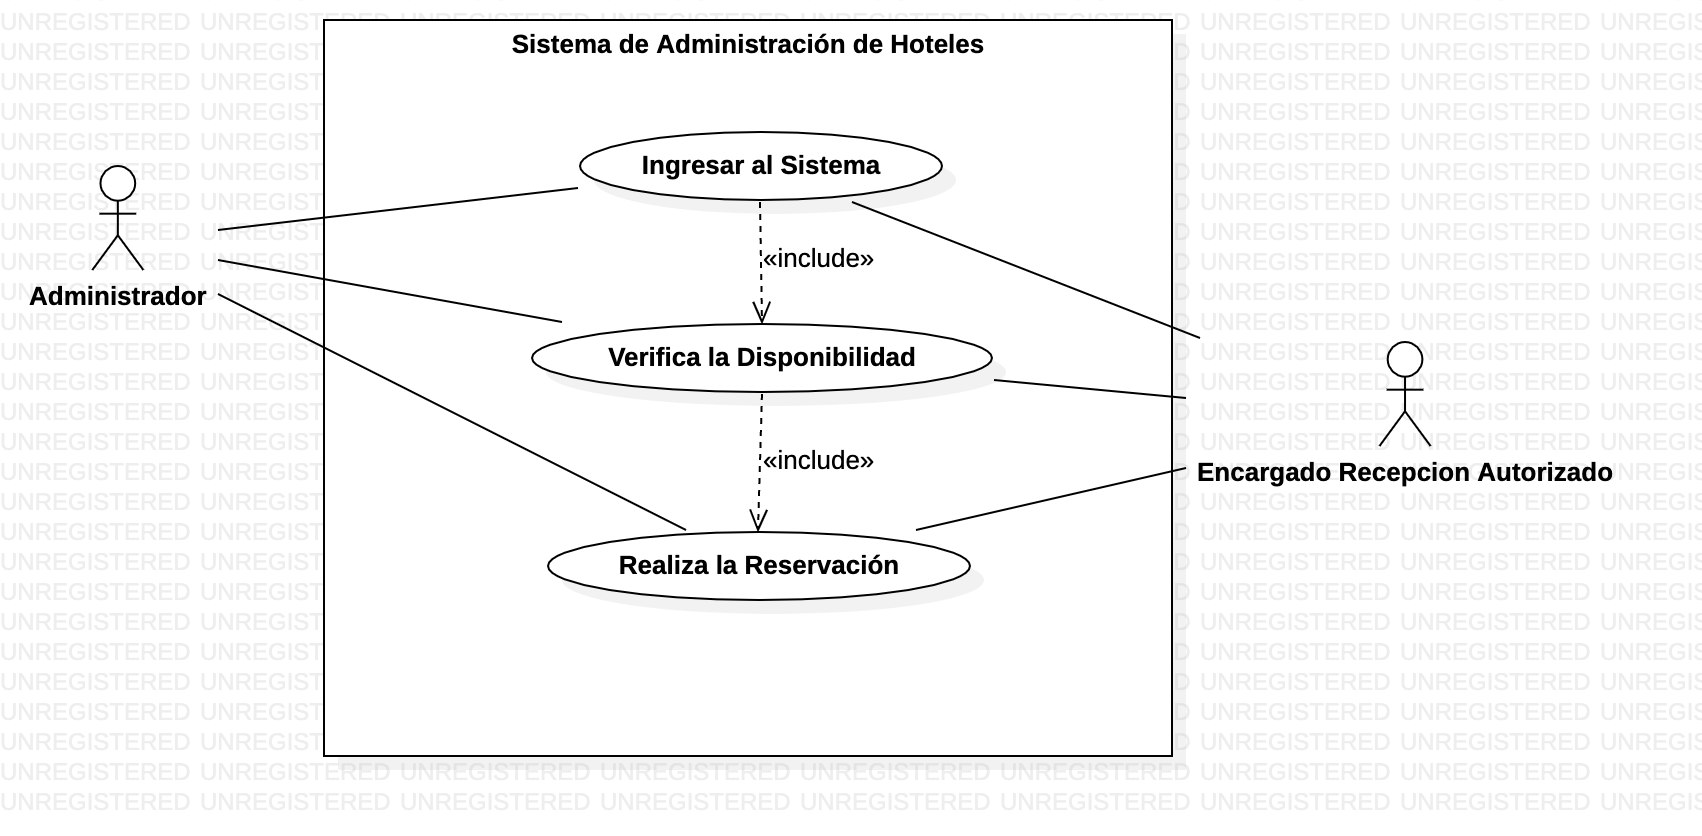 Sistema de Administración de Hoteles
Ingresar al Sistema
«include»
Administrador
Verifica la Disponibilidad
«include»
Encargado Recepcion Autorizado
Realiza la Reservación
UNREGISTERED